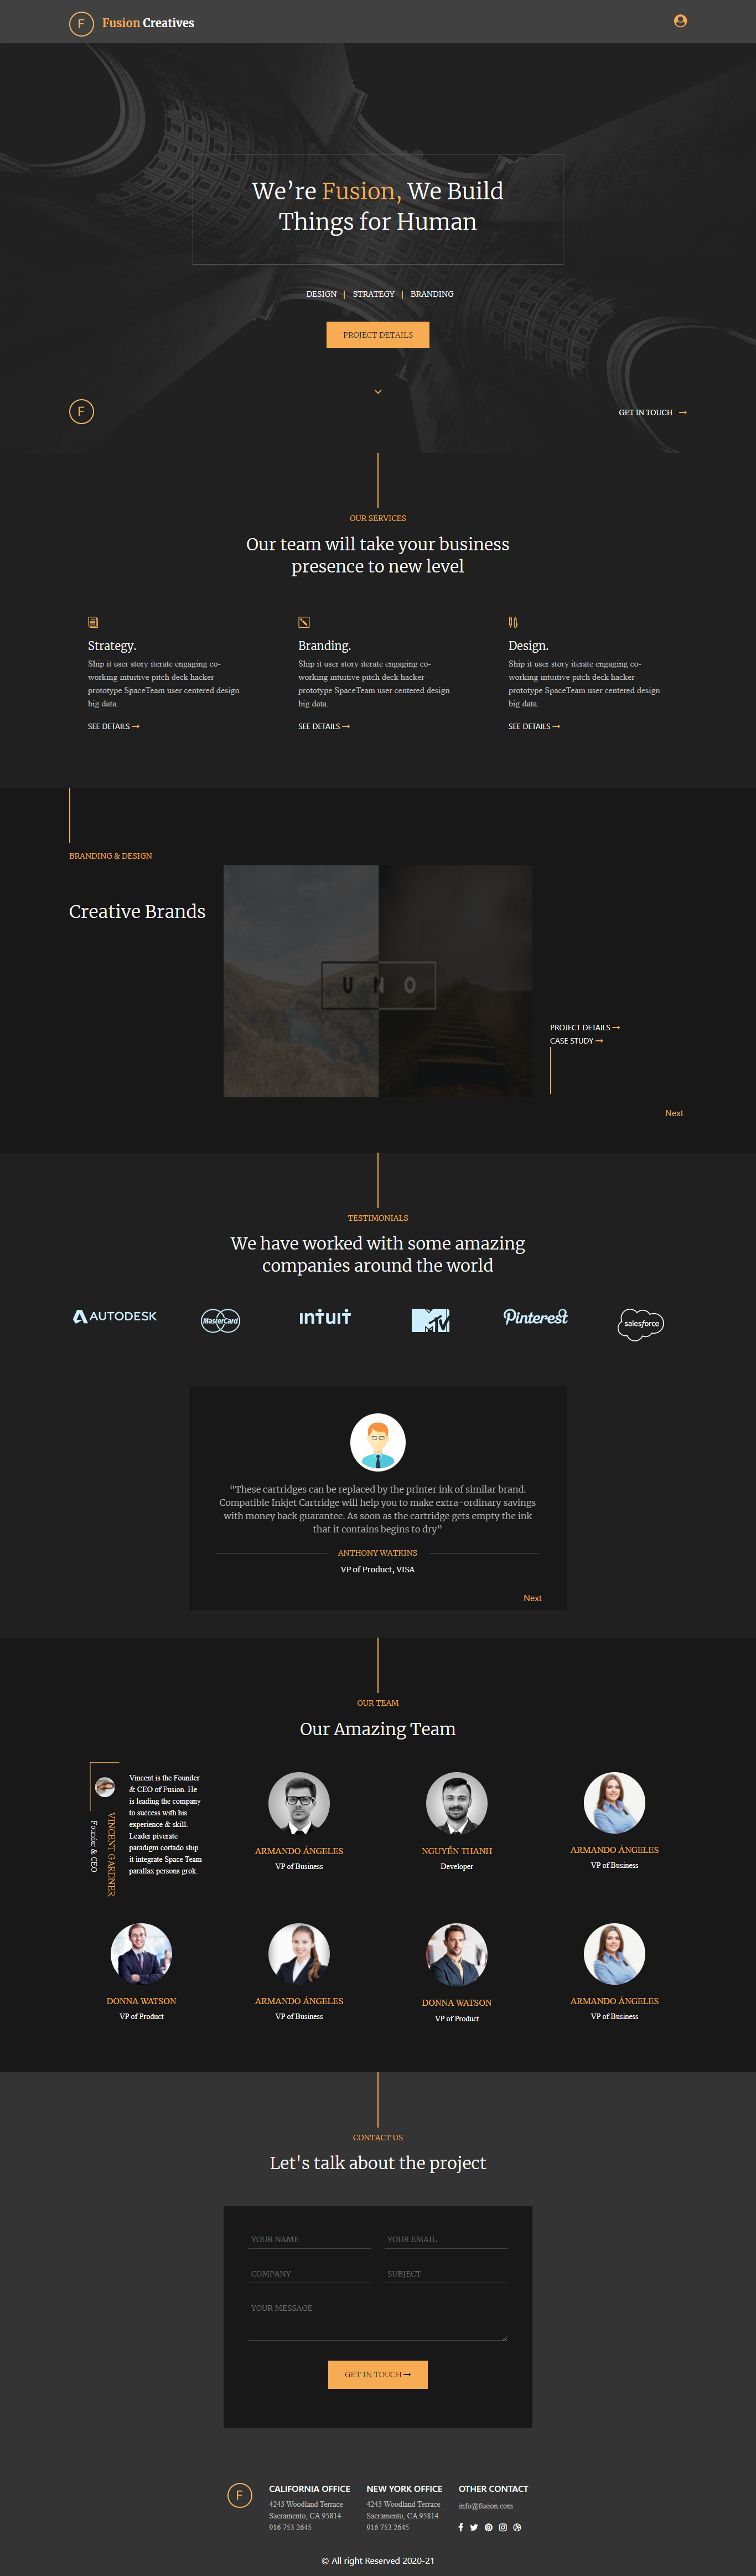 F Fusion Creatives
We’re Fusion, We Build
Things for Human
DESIGN | STRATEGY | BRANDING
PROJECT DETAILS
F
GET IN TOUCH
OUR SERVICES
Our team will take your business
presence to new level
Strategy.
Ship it user story iterate engaging co-
working intuitive pitch deck hacker
prototype SpaceTeam user centered design
big data.
SEE DETAILS
Branding.
Ship it user story iterate engaging co-
working intuitive pitch deck hacker
prototype SpaceTeam user centered design
big data.
SEE DETAILS
Design.
Ship it user story iterate engaging co-
working intuitive pitch deck hacker
prototype SpaceTeam user centered design
big data.
SEE DETAILS
BRANDING & DESIGN
Creative Brands
UNO
PROJECT DETAILS
CASE STUDY
Next
TESTIMONIALS
We have worked with some amazing
companies around the world
AUTODESK
MasterCard
intuit
MTV
Pinterest
salesforce
“These cartridges can be replaced by the printer ink of similar brand.
Compatible Inkjet Cartridge will help you to make extra-ordinary savings
with money back guarantee. As soon as the cartridge gets empty the ink
that it contains begins to dry”
ANTHONY WATKINS
VP of Product, VISA
Next
OUR TEAM
Our Amazing Team
VINCENT GARDNER
Founder & CEO
Vincent is the Founder
& CEO of Fusion. He
is leading the company
to success with his
experience & skill.
Leader piverate
paradigm cortado ship
it integrate Space Team
parallax persons grok.
ARMANDO ÁNGELES
VP of Business
NGUYỄN THANH
Developer
ARMANDO ÁNGELES
VP of Business
DONNA WATSON
VP of Product
ARMANDO ÁNGELES
VP of Business
DONNA WATSON
VP of Product
ARMANDO ÁNGELES
VP of Business
CONTACT US
Let's talk about the project
YOUR NAME
YOUR EMAIL
COMPANY
SUBJECT
YOUR MESSAGE
GET IN TOUCH
F
CALIFORNIA OFFICE
4243 Woodland Terrace
Sacramento, CA 95814
916 753 2645
NEW YORK OFFICE
4243 Woodland Terrace
Sacramento, CA 95814
916 753 2645
OTHER CONTACT
info@fusion.com
© All right Reserved 2020-21